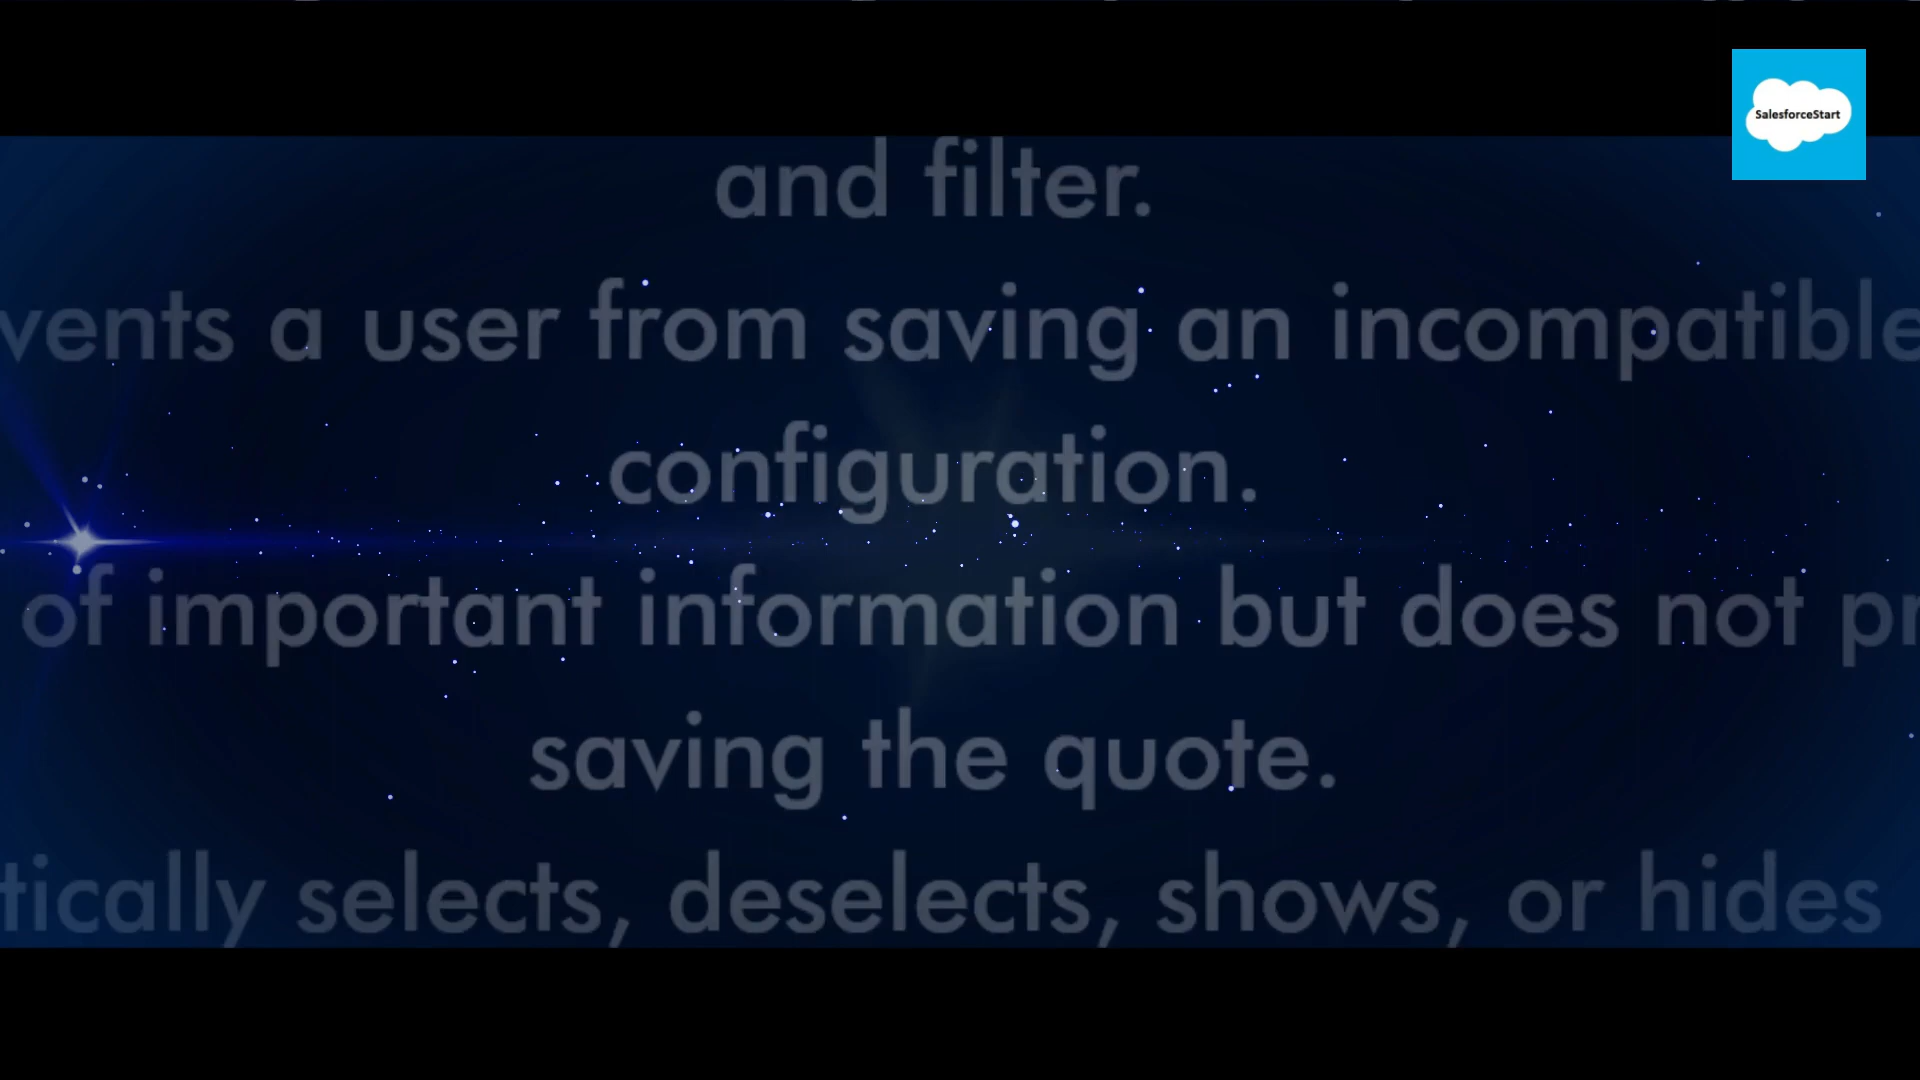 SalesforceStart
and filter.
vents a user from saving an incompatible
configuration.
of important information but does not pr
saving the quote.
tically selects, deselects, shows, or hides